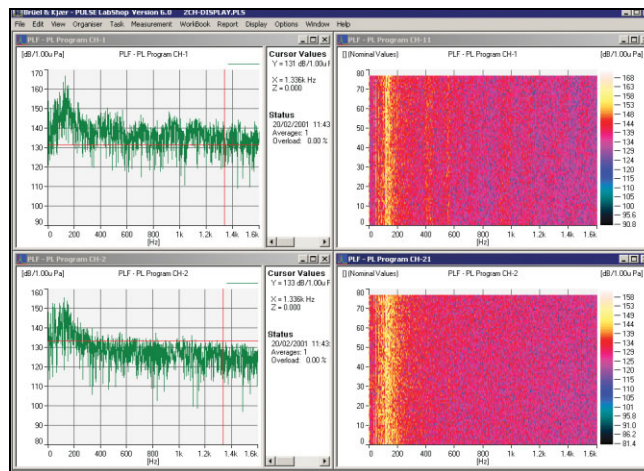 Brüel & Kjær - PULSE LabShop Version 6.0 2CH-DISPLAY.PLS
File Edit View Organiser Task Measurement WorkBook Report Display Options Window Help
PLF - PL Program CH-1
[dB/1.00u Pa] PLF - PL Program CH-1
170
160
150
140
130
120
110
100
90
0 200 400 600 800 1k 1.2k 1.4k 1.6k
[Hz]
Cursor Values
Y = 131 dB/1.00u F
X = 1.336k Hz
Z = 0.000
Status
20/02/2001 11:43
Averages: 1
Overload: 0.00 %
PLF - PL Program CH-11
[] (Nominal Values) PLF - PL Program CH-1 [dB/1.00u Pa]
80
70
60
50
40
30
20
10
0
0 200 400 600 800 1k 1.2k 1.4k 1.6k
[Hz]
168
163
158
153
148
144
139
134
129
124
120
115
110
105
100
95.6
90.8
PLF - PL Program CH-2
[dB/1.00u Pa] PLF - PL Program CH-2
160
150
140
130
120
110
100
90
80
0 200 400 600 800 1k 1.2k 1.4k 1.6k
[Hz]
Cursor Values
Y = 133 dB/1.00u F
X = 1.336k Hz
Z = 0.000
Status
20/02/2001 11:43
Averages: 1
Overload: 0.00 %
PLF - PL Program CH-21
[] (Nominal Values) PLF - PL Program CH-2 [dB/1.00u Pa]
80
70
60
50
40
30
20
10
0
0 200 400 600 800 1k 1.2k 1.4k 1.6k
[Hz]
158
153
148
144
139
134
129
124
120
115
110
105
101
95.8
91.0
86.2
81.4